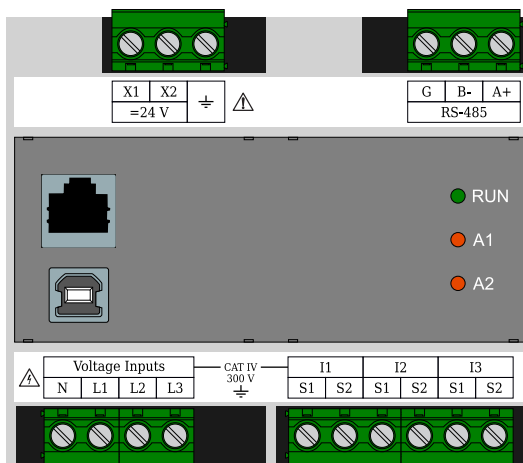 X1 X2
=24 V
G B- A+
RS-485
RUN
A1
A2
Voltage Inputs CAT IV I1 I2 I3
300 V
N L1 L2 L3 S1 S2 S1 S2 S1 S2